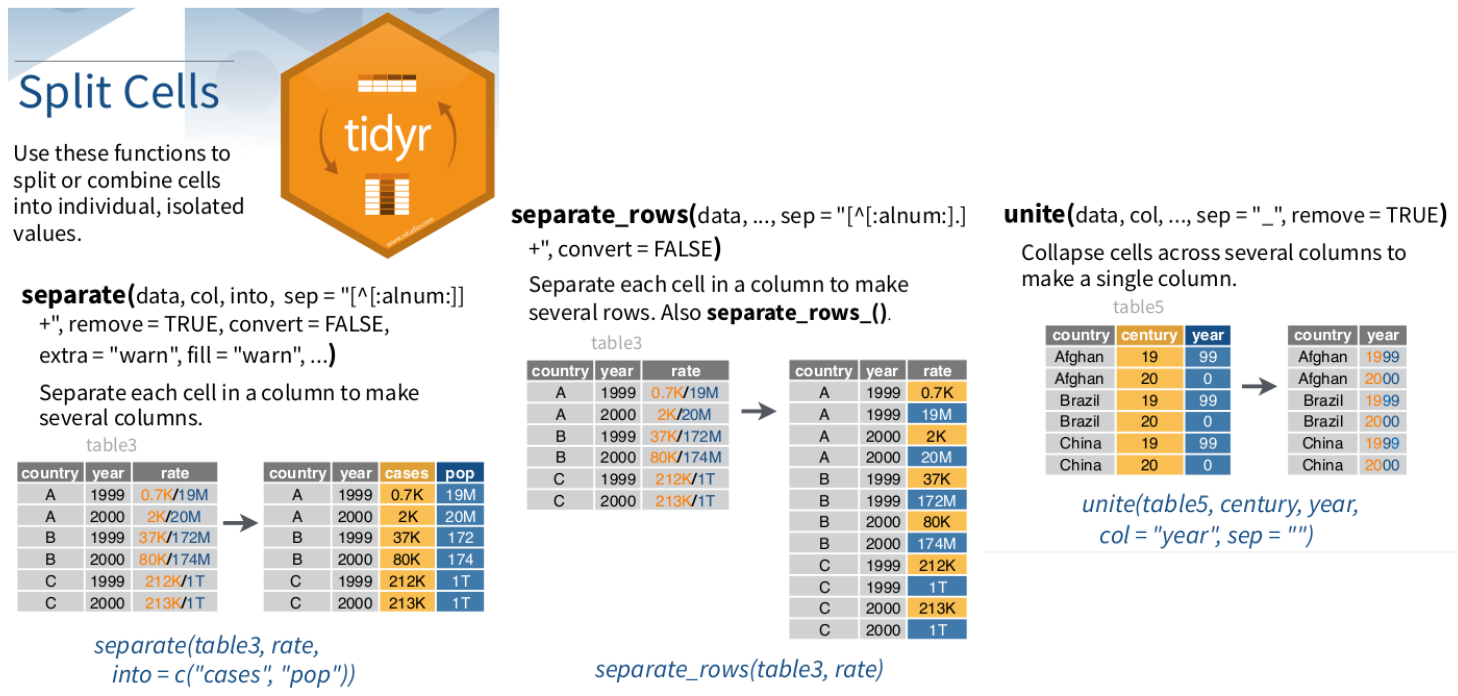 Split Cells
tidyr
www.rstudio.com
Use these functions to
split or combine cells
into individual, isolated
values.
separate(data, col, into, sep = "[^[:alnum:]]
+", remove = TRUE, convert = FALSE,
extra = "warn", fill = "warn", ...)
Separate each cell in a column to make
several columns.
table3
country year rate
A 1999 0.7K/19M
A 2000 2K/20M
B 1999 37K/172M
B 2000 80K/174M
C 1999 212K/1T
C 2000 213K/1T
country year cases pop
A 1999 0.7K 19M
A 2000 2K 20M
B 1999 37K 172
B 2000 80K 174
C 1999 212K 1T
C 2000 213K 1T
separate(table3, rate,
into = c("cases", "pop"))
separate_rows(data, ..., sep = "[^[:alnum:].]
+", convert = FALSE)
Separate each cell in a column to make
several rows. Also separate_rows_().
table3
country year rate
A 1999 0.7K/19M
A 2000 2K/20M
B 1999 37K/172M
B 2000 80K/174M
C 1999 212K/1T
C 2000 213K/1T
country year rate
A 1999 0.7K
A 1999 19M
A 2000 2K
A 2000 20M
B 1999 37K
B 1999 172M
B 2000 80K
B 2000 174M
C 1999 212K
C 1999 1T
C 2000 213K
C 2000 1T
separate_rows(table3, rate)
unite(data, col, ..., sep = "_", remove = TRUE)
Collapse cells across several columns to
make a single column.
table5
country century year
Afghan 19 99
Afghan 20 0
Brazil 19 99
Brazil 20 0
China 19 99
China 20 0
country year
Afghan 1999
Afghan 2000
Brazil 1999
Brazil 2000
China 1999
China 2000
unite(table5, century, year,
col = "year", sep = "")